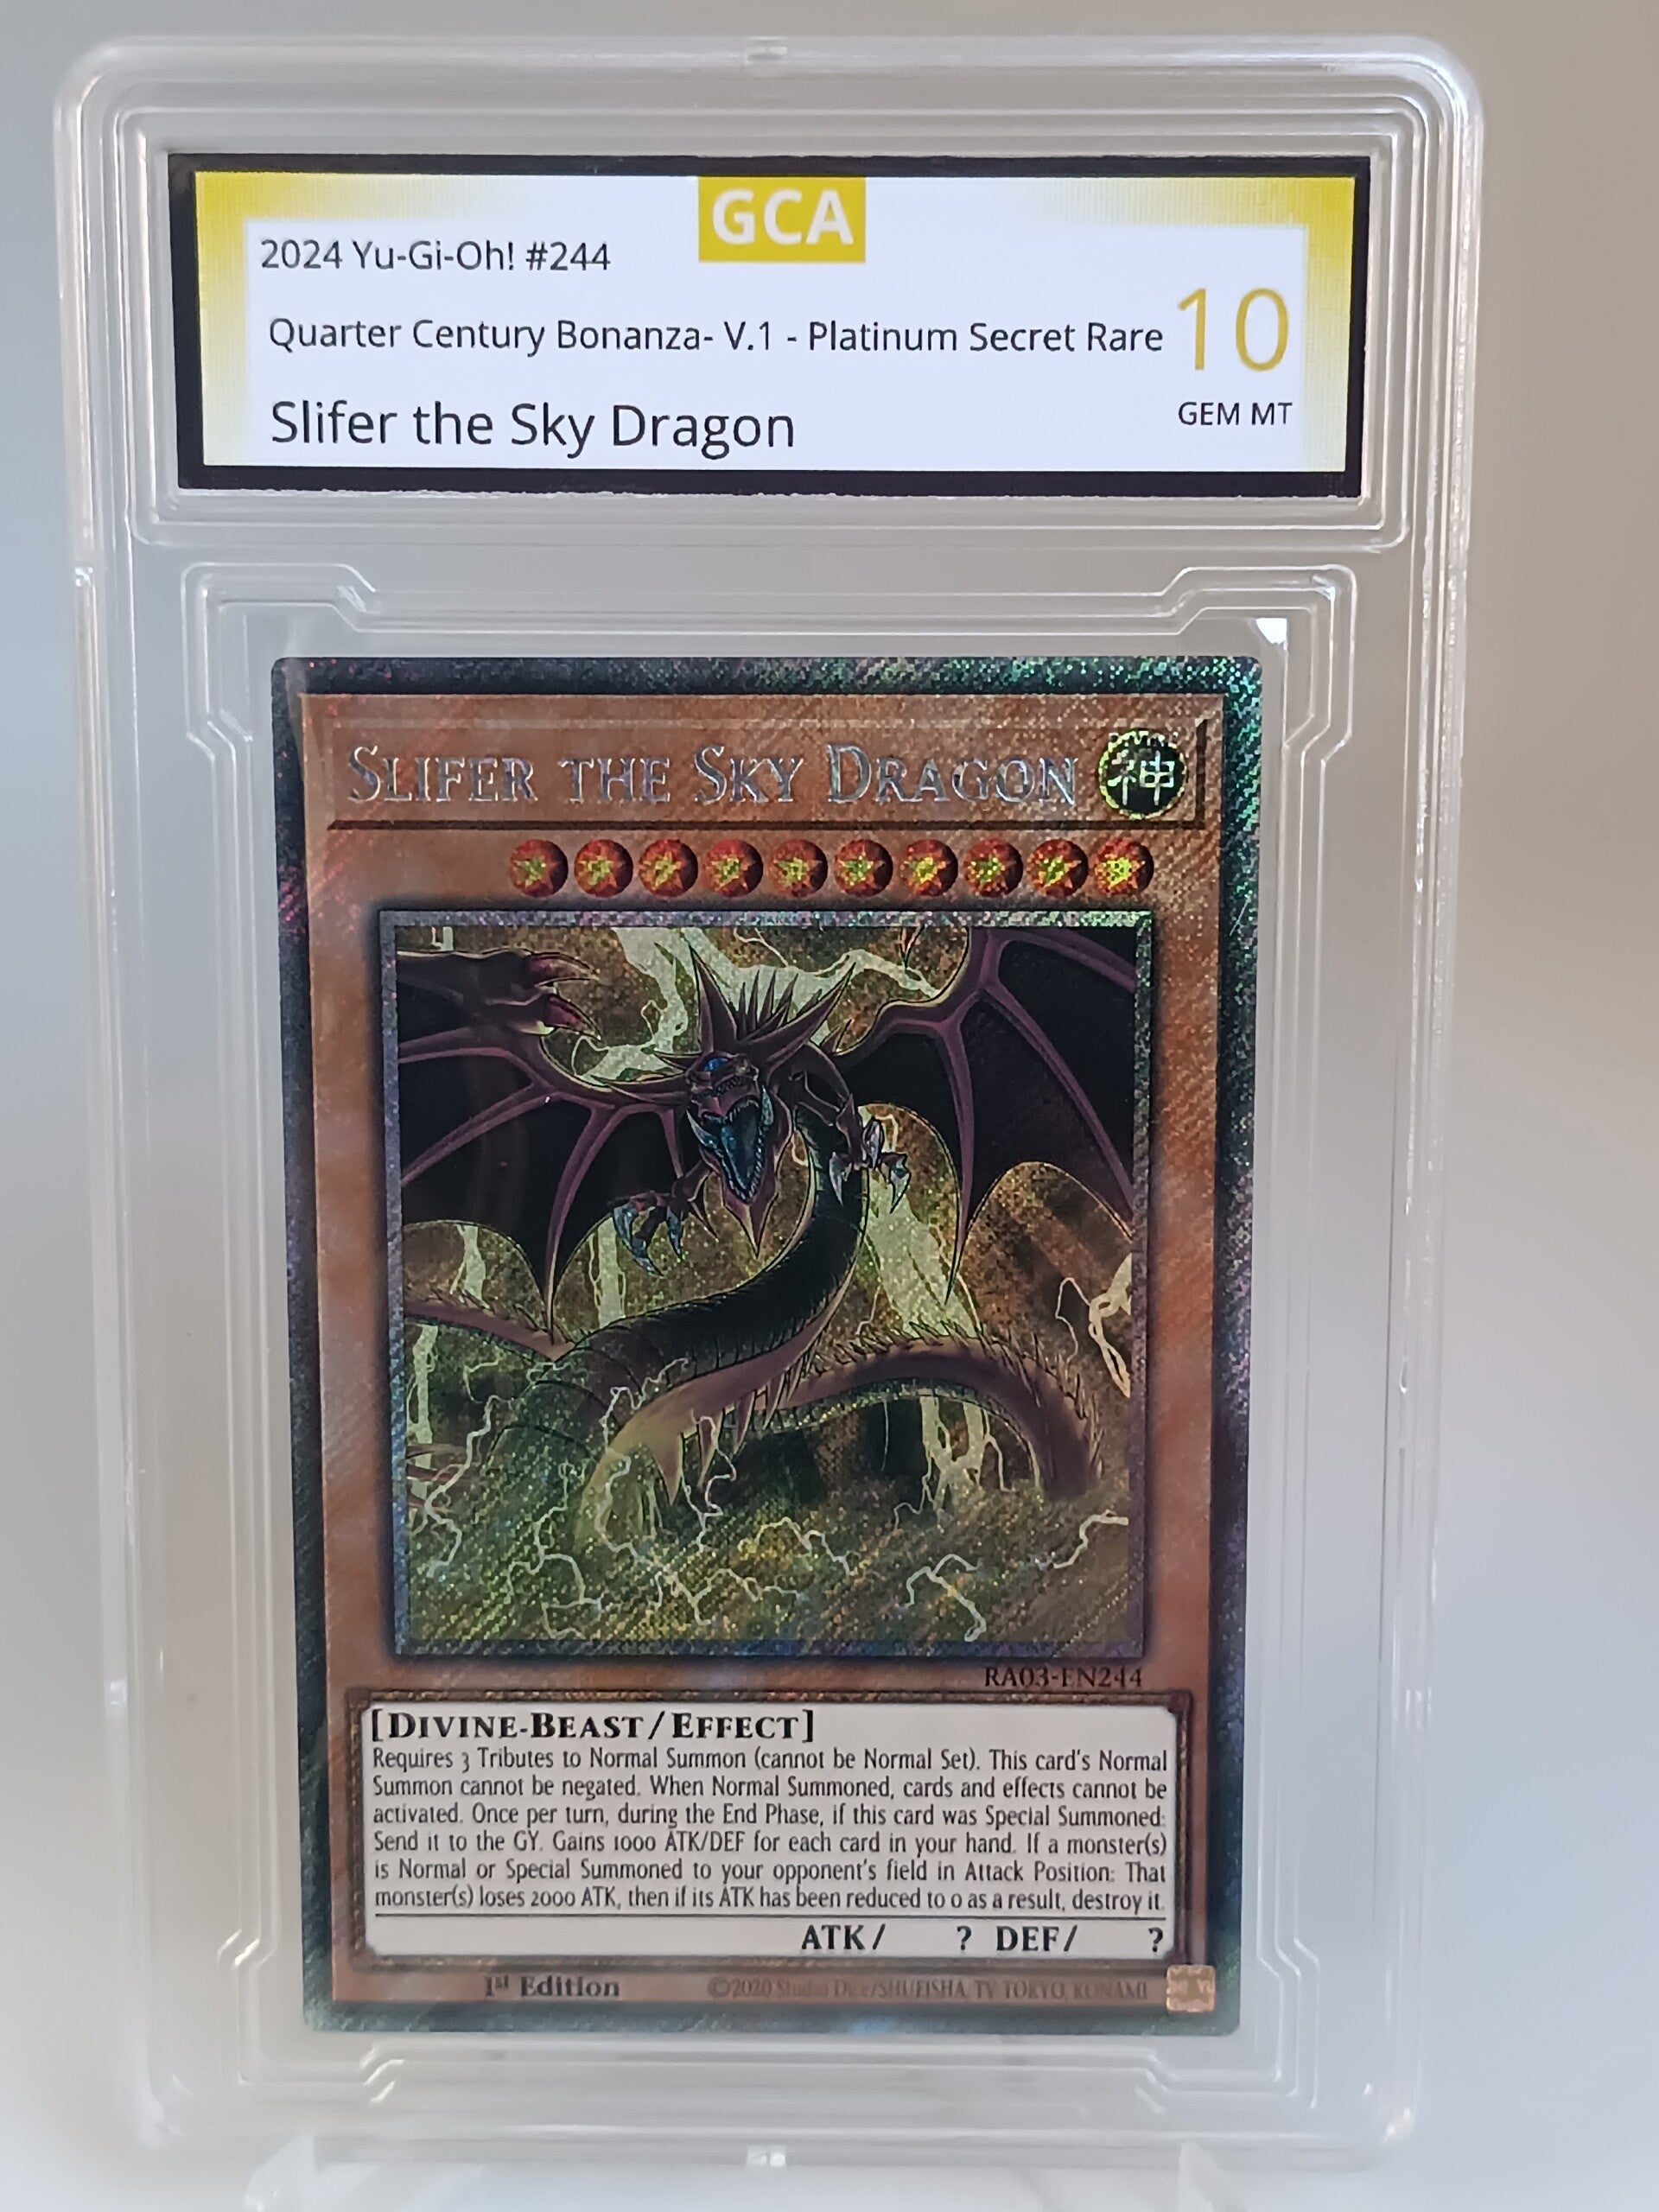 GCA
2024 Yu-Gi-Oh! #244
Quarter Century Bonanza- V.1 - Platinum Secret Rare
10
Slifer the Sky Dragon
GEM MT
SLIFER THE SKY DRAGON
神
RA03-EN244
[DIVINE-BEAST/EFFECT]
Requires 3 Tributes to Normal Summon (cannot be Normal Set). This card's Normal
Summon cannot be negated. When Normal Summoned, cards and effects cannot be
activated. Once per turn, during the End Phase, if this card was Special Summoned:
Send it to the GY. Gains 1000 ATK/DEF for each card in your hand. If a monster(s)
is Normal or Special Summoned to your opponent's field in Attack Position: That
monster(s) loses 2000 ATK, then if its ATK has been reduced to 0 as a result, destroy it.
ATK/ ? DEF/ ?
1st Edition ©2020 Studio Dice/SHUEISHA, TV TOKYO, KONAMI